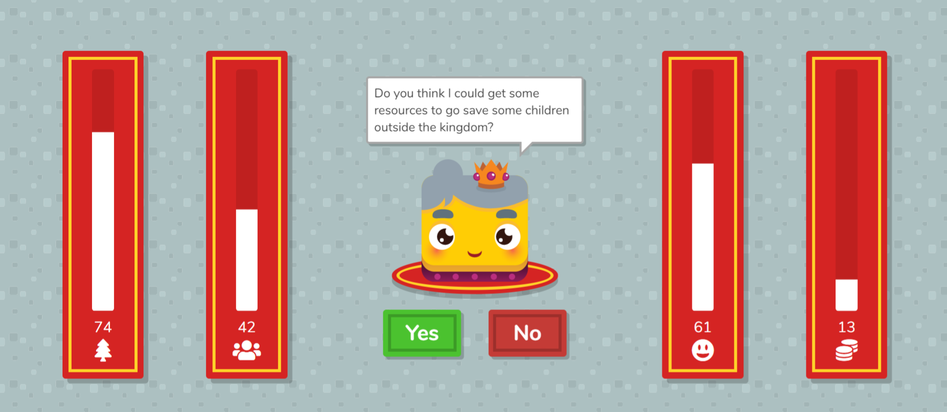 Do you think I could get some
resources to go save some children
outside the kingdom?
Yes
No
74
42
61
13